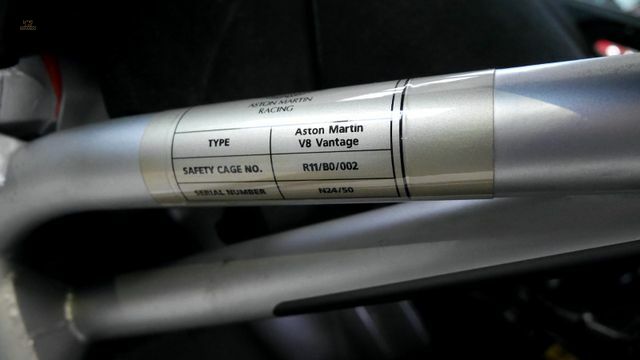 ASTON MARTIN
RACING
TYPE
Aston Martin
V8 Vantage
SAFETY CAGE NO.
R11/B0/002
SERIAL NUMBER
N24/50